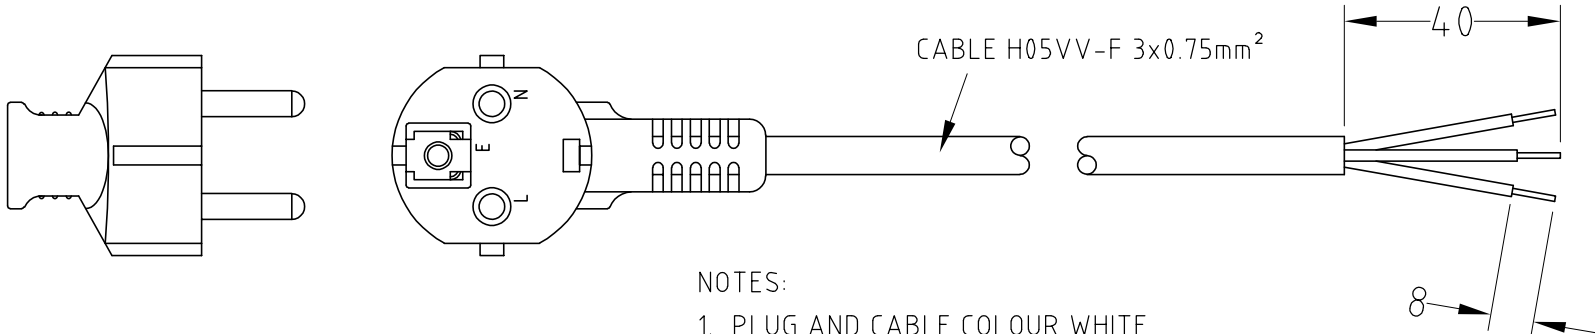 40
CABLE H05VV-F 3x0.75mm²
N
E
L
NOTES:
8
1. PLUG AND CABLE COLOUR WHITE